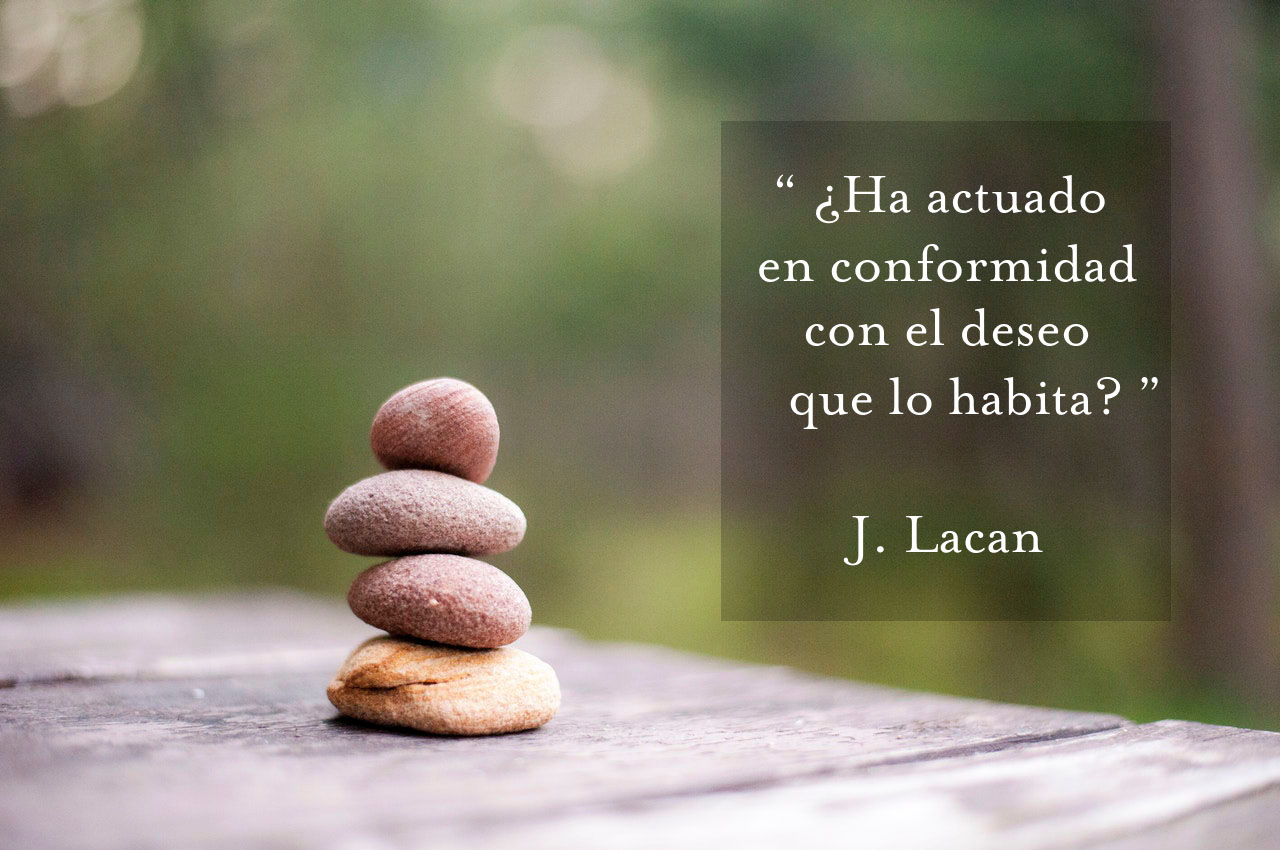 “ ¿Ha actuado
en conformidad
con el deseo
que lo habita? ”
J. Lacan